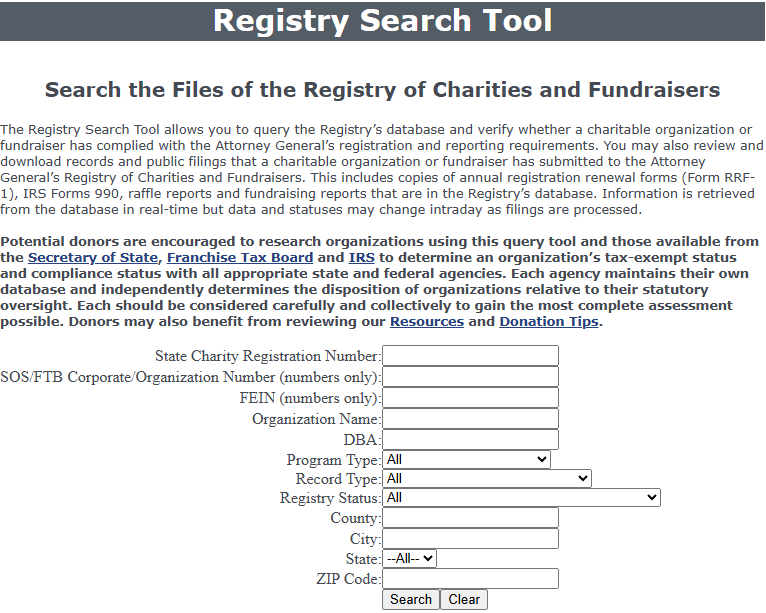 Registry Search Tool
Search the Files of the Registry of Charities and Fundraisers
The Registry Search Tool allows you to query the Registry’s database and verify whether a charitable organization or
fundraiser has complied with the Attorney General’s registration and reporting requirements. You may also review and
download records and public filings that a charitable organization or fundraiser has submitted to the Attorney
General’s Registry of Charities and Fundraisers. This includes copies of annual registration renewal forms (Form RRF-
1), IRS Forms 990, raffle reports and fundraising reports that are in the Registry’s database. Information is retrieved
from the database in real-time but data and statuses may change intraday as filings are processed.
Potential donors are encouraged to research organizations using this query tool and those available from
the Secretary of State, Franchise Tax Board and IRS to determine an organization’s tax-exempt status
and compliance status with all appropriate state and federal agencies. Each agency maintains their own
database and independently determines the disposition of organizations relative to their statutory
oversight. Each should be considered carefully and collectively to gain the most complete assessment
possible. Donors may also benefit from reviewing our Resources and Donation Tips.
State Charity Registration Number:
SOS/FTB Corporate/Organization Number (numbers only):
FEIN (numbers only):
Organization Name:
DBA:
Program Type: All
Record Type: All
Registry Status: All
County:
City:
State: --All--
ZIP Code:
Search Clear